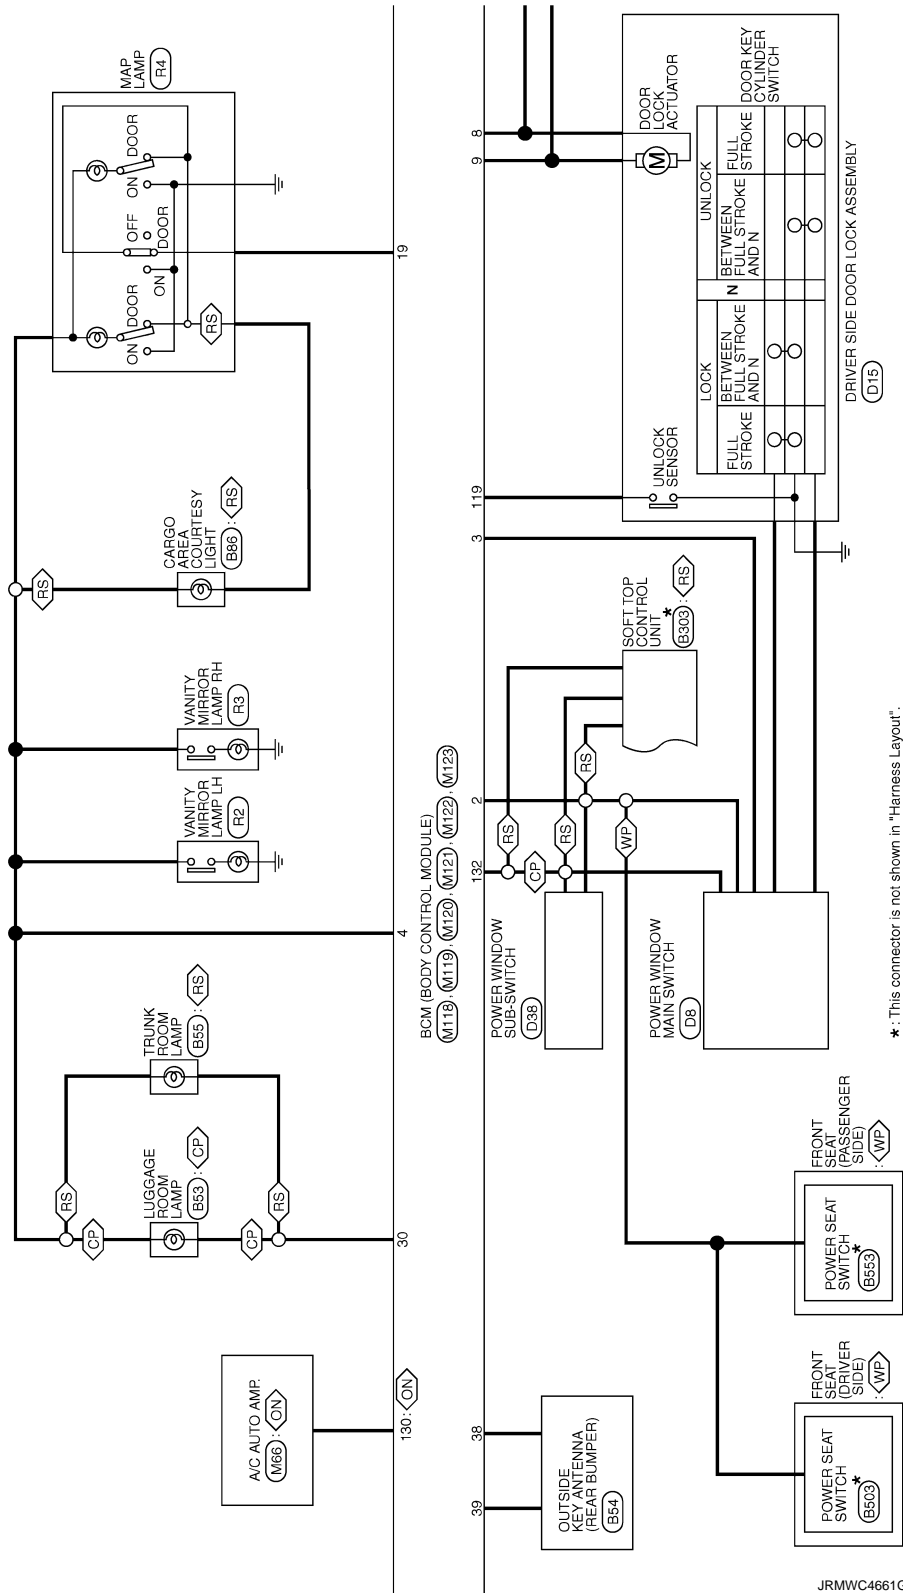 A/C AUTO AMP.
M66 : ON
130: ON
LUGGAGE
ROOM
LAMP
B53 : CP
TRUNK
ROOM
LAMP
B55 : RS
RS
RS
CP
CP
30
4
VANITY
MIRROR
LAMP LH
R2
VANITY
MIRROR
LAMP RH
R3
RS
CARGO
AREA
COURTESY
LIGHT
B86 : RS
MAP
LAMP
R4
ON
DOOR
ON
OFF
DOOR
ON
DOOR
RS
19
BCM (BODY CONTROL MODULE)
M118 , M119 , M120 , M121 , M122 , M123
39
38
132
2
3
119
9
8
OUTSIDE
KEY ANTENNA
(REAR BUMPER)
B54
POWER WINDOW
SUB-SWITCH
D38
RS
CP
RS
RS
WP
SOFT TOP
CONTROL
UNIT *
B303 : RS
POWER WINDOW
MAIN SWITCH
D8
UNLOCK
SENSOR
DOOR
LOCK
ACTUATOR
M
DOOR KEY
CYLINDER
SWITCH
LOCK
N
UNLOCK
FULL
STROKE
BETWEEN
FULL STROKE
AND N
BETWEEN
FULL STROKE
AND N
FULL
STROKE
DRIVER SIDE DOOR LOCK ASSEMBLY
D15
FRONT
SEAT
(DRIVER
SIDE)
: WP
POWER SEAT
SWITCH *
B503
FRONT
SEAT
(PASSENGER
SIDE)
: WP
POWER SEAT
SWITCH *
B553
* : This connector is not shown in "Harness Layout".
JRMWC4661G